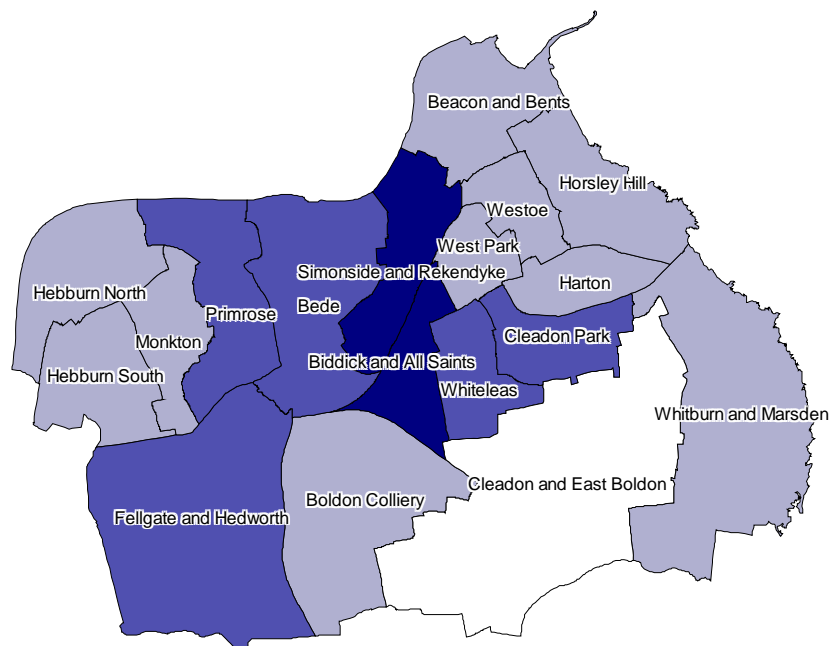 Beacon and Bents
Horsley Hill
Westoe
West Park
Simonside and Rekendyke
Harton
Hebburn North
Bede
Primrose
Monkton
Cleadon Park
Biddick and All Saints
Hebburn South
Whiteleas
Whitburn and Marsden
Cleadon and East Boldon
Boldon Colliery
Fellgate and Hedworth